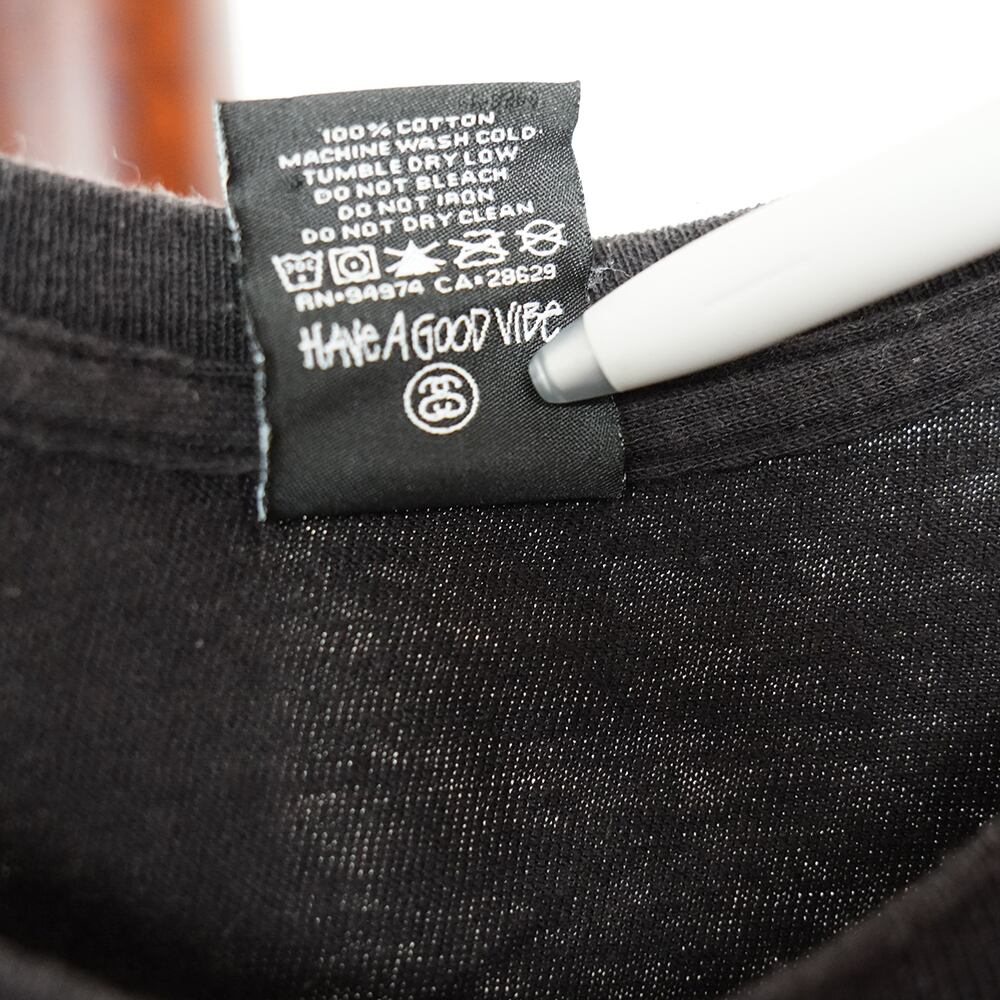 100% COTTON
MACHINE WASH COLD
TUMBLE DRY LOW
DO NOT BLEACH
DO NOT IRON
DO NOT DRY CLEAN
RN•94974 CA•28629
HAVE A GOOD VIBE